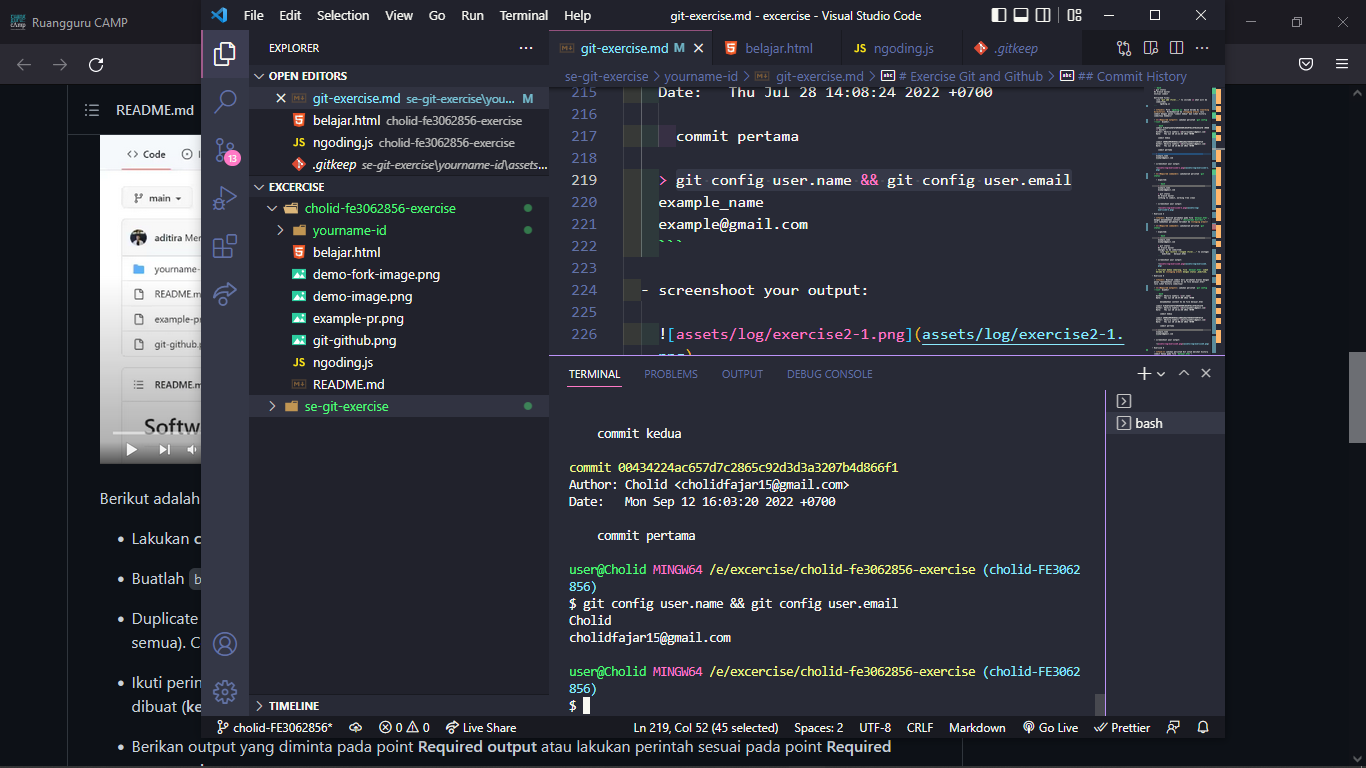 Ruangguru CAMP
README.md
Code
main
aditira Mer
yourname-
README.m
example-pr
git-github.p
README.m
Softw
Berikut adalah
Lakukan c
Buatlah b
Duplicate
semua). C
Ikuti perin
dibuat (ke
Berikan output yang diminta pada point Required output atau lakukan perintah sesuai pada point Required
File Edit Selection View Go Run Terminal Help
git-exercise.md - excercise - Visual Studio Code
13
EXPLORER
OPEN EDITORS
git-exercise.md se-git-exercise\you... M
belajar.html cholid-fe3062856-exercise
JS ngoding.js cholid-fe3062856-exercise
.gitkeep se-git-exercise\yourname-id\assets...
EXCERCISE
cholid-fe3062856-exercise
yourname-id
belajar.html
demo-fork-image.png
demo-image.png
example-pr.png
git-github.png
JS ngoding.js
README.md
se-git-exercise
TIMELINE
git-exercise.md M
belajar.html
JS ngoding.js
.gitkeep
se-git-exercise > yourname-id > git-exercise.md > # Exercise Git and Github > ## Commit History
215 Date:   Thu Jul 28 14:08:24 2022 +0700
216
217 commit pertama
218
219 > git config user.name && git config user.email
220 example_name
221 example@gmail.com
222 ```
223
224 - screenshoot your output:
225
226 ![assets/log/exercise2-1.png](assets/log/exercise2-1.
png)
TERMINAL PROBLEMS OUTPUT DEBUG CONSOLE
bash
commit kedua
commit 00434224ac657d7c2865c92d3d3a3207b4d866f1
Author: Cholid <cholidfajar15@gmail.com>
Date:   Mon Sep 12 16:03:20 2022 +0700
commit pertama
user@Cholid MINGW64 /e/excercise/cholid-fe3062856-exercise (cholid-FE3062
856)
$ git config user.name && git config user.email
Cholid
cholidfajar15@gmail.com
user@Cholid MINGW64 /e/excercise/cholid-fe3062856-exercise (cholid-FE3062
856)
$
cholid-FE3062856* 0 0 Live Share Ln 219, Col 52 (45 selected) Spaces: 2 UTF-8 CRLF Markdown Go Live Prettier